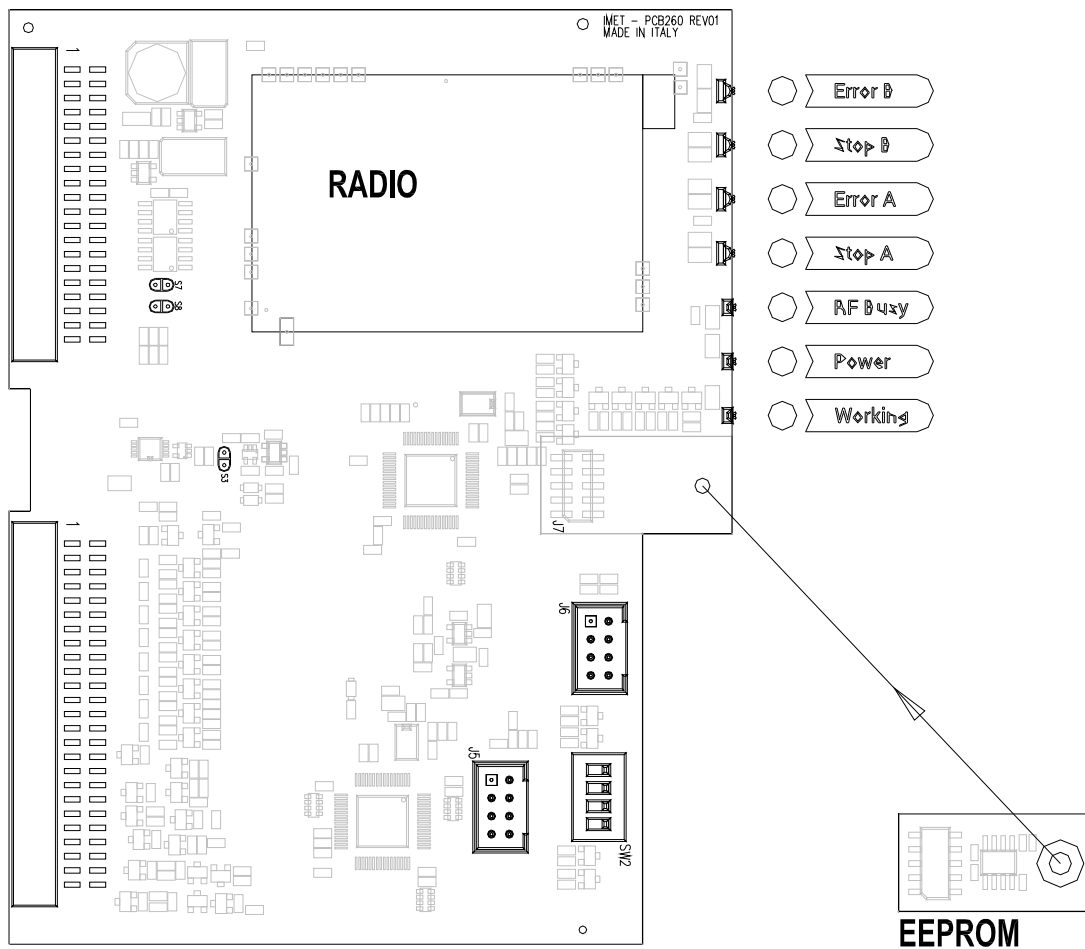 IMET - PCB260 REV01
MADE IN ITALY
1
Error B
Stop B
RADIO
Error A
Stop A
S7
S8
RF Busy
Power
Working
S3
J7
1
J6
J5
SW2
EEPROM